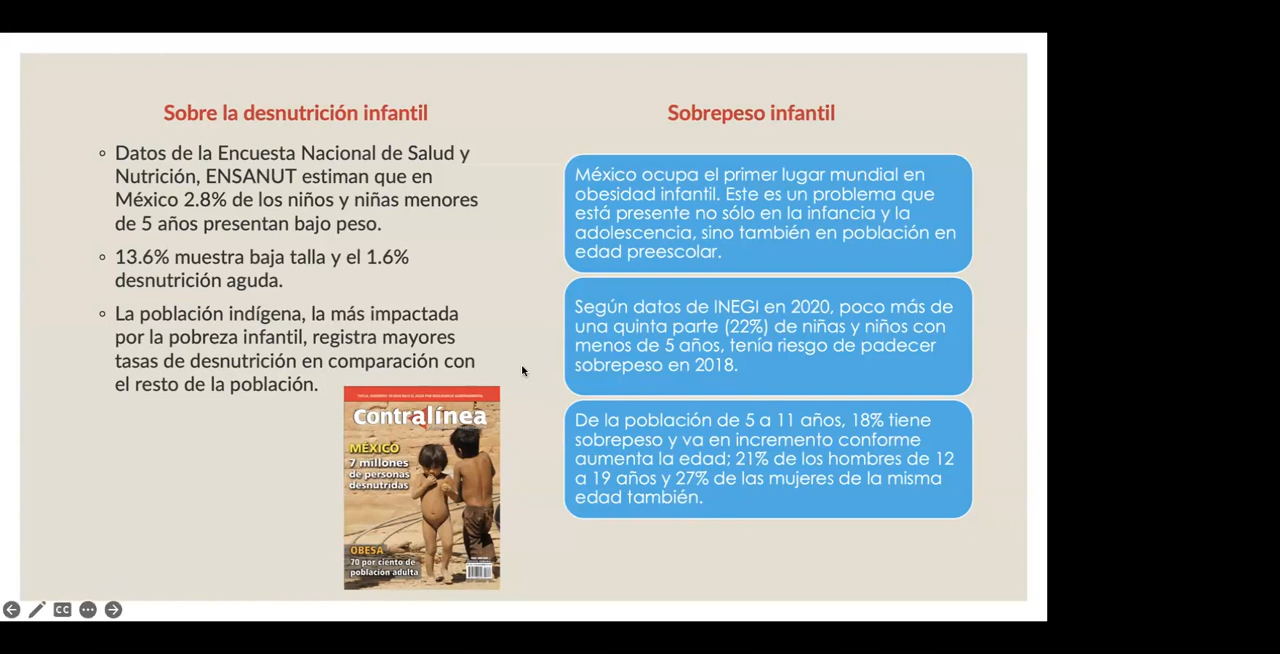 Sobre la desnutrición infantil
◦ Datos de la Encuesta Nacional de Salud y
Nutrición, ENSANUT estiman que en
México 2.8% de los niños y niñas menores
de 5 años presentan bajo peso.
◦ 13.6% muestra baja talla y el 1.6%
desnutrición aguda.
◦ La población indígena, la más impactada
por la pobreza infantil, registra mayores
tasas de desnutrición en comparación con
el resto de la población.
contralínea
MÉXICO
7 millones
de personas
desnutridas
OBESA
70 por ciento de
población adulta
Sobrepeso infantil
México ocupa el primer lugar mundial en
obesidad infantil. Este es un problema que
está presente no sólo en la infancia y la
adolescencia, sino también en población en
edad preescolar.
Según datos de INEGI en 2020, poco más de
una quinta parte (22%) de niñas y niños con
menos de 5 años, tenía riesgo de padecer
sobrepeso en 2018.
De la población de 5 a 11 años, 18% tiene
sobrepeso y va en incremento conforme
aumenta la edad; 21% de los hombres de 12
a 19 años y 27% de las mujeres de la misma
edad también.
CC